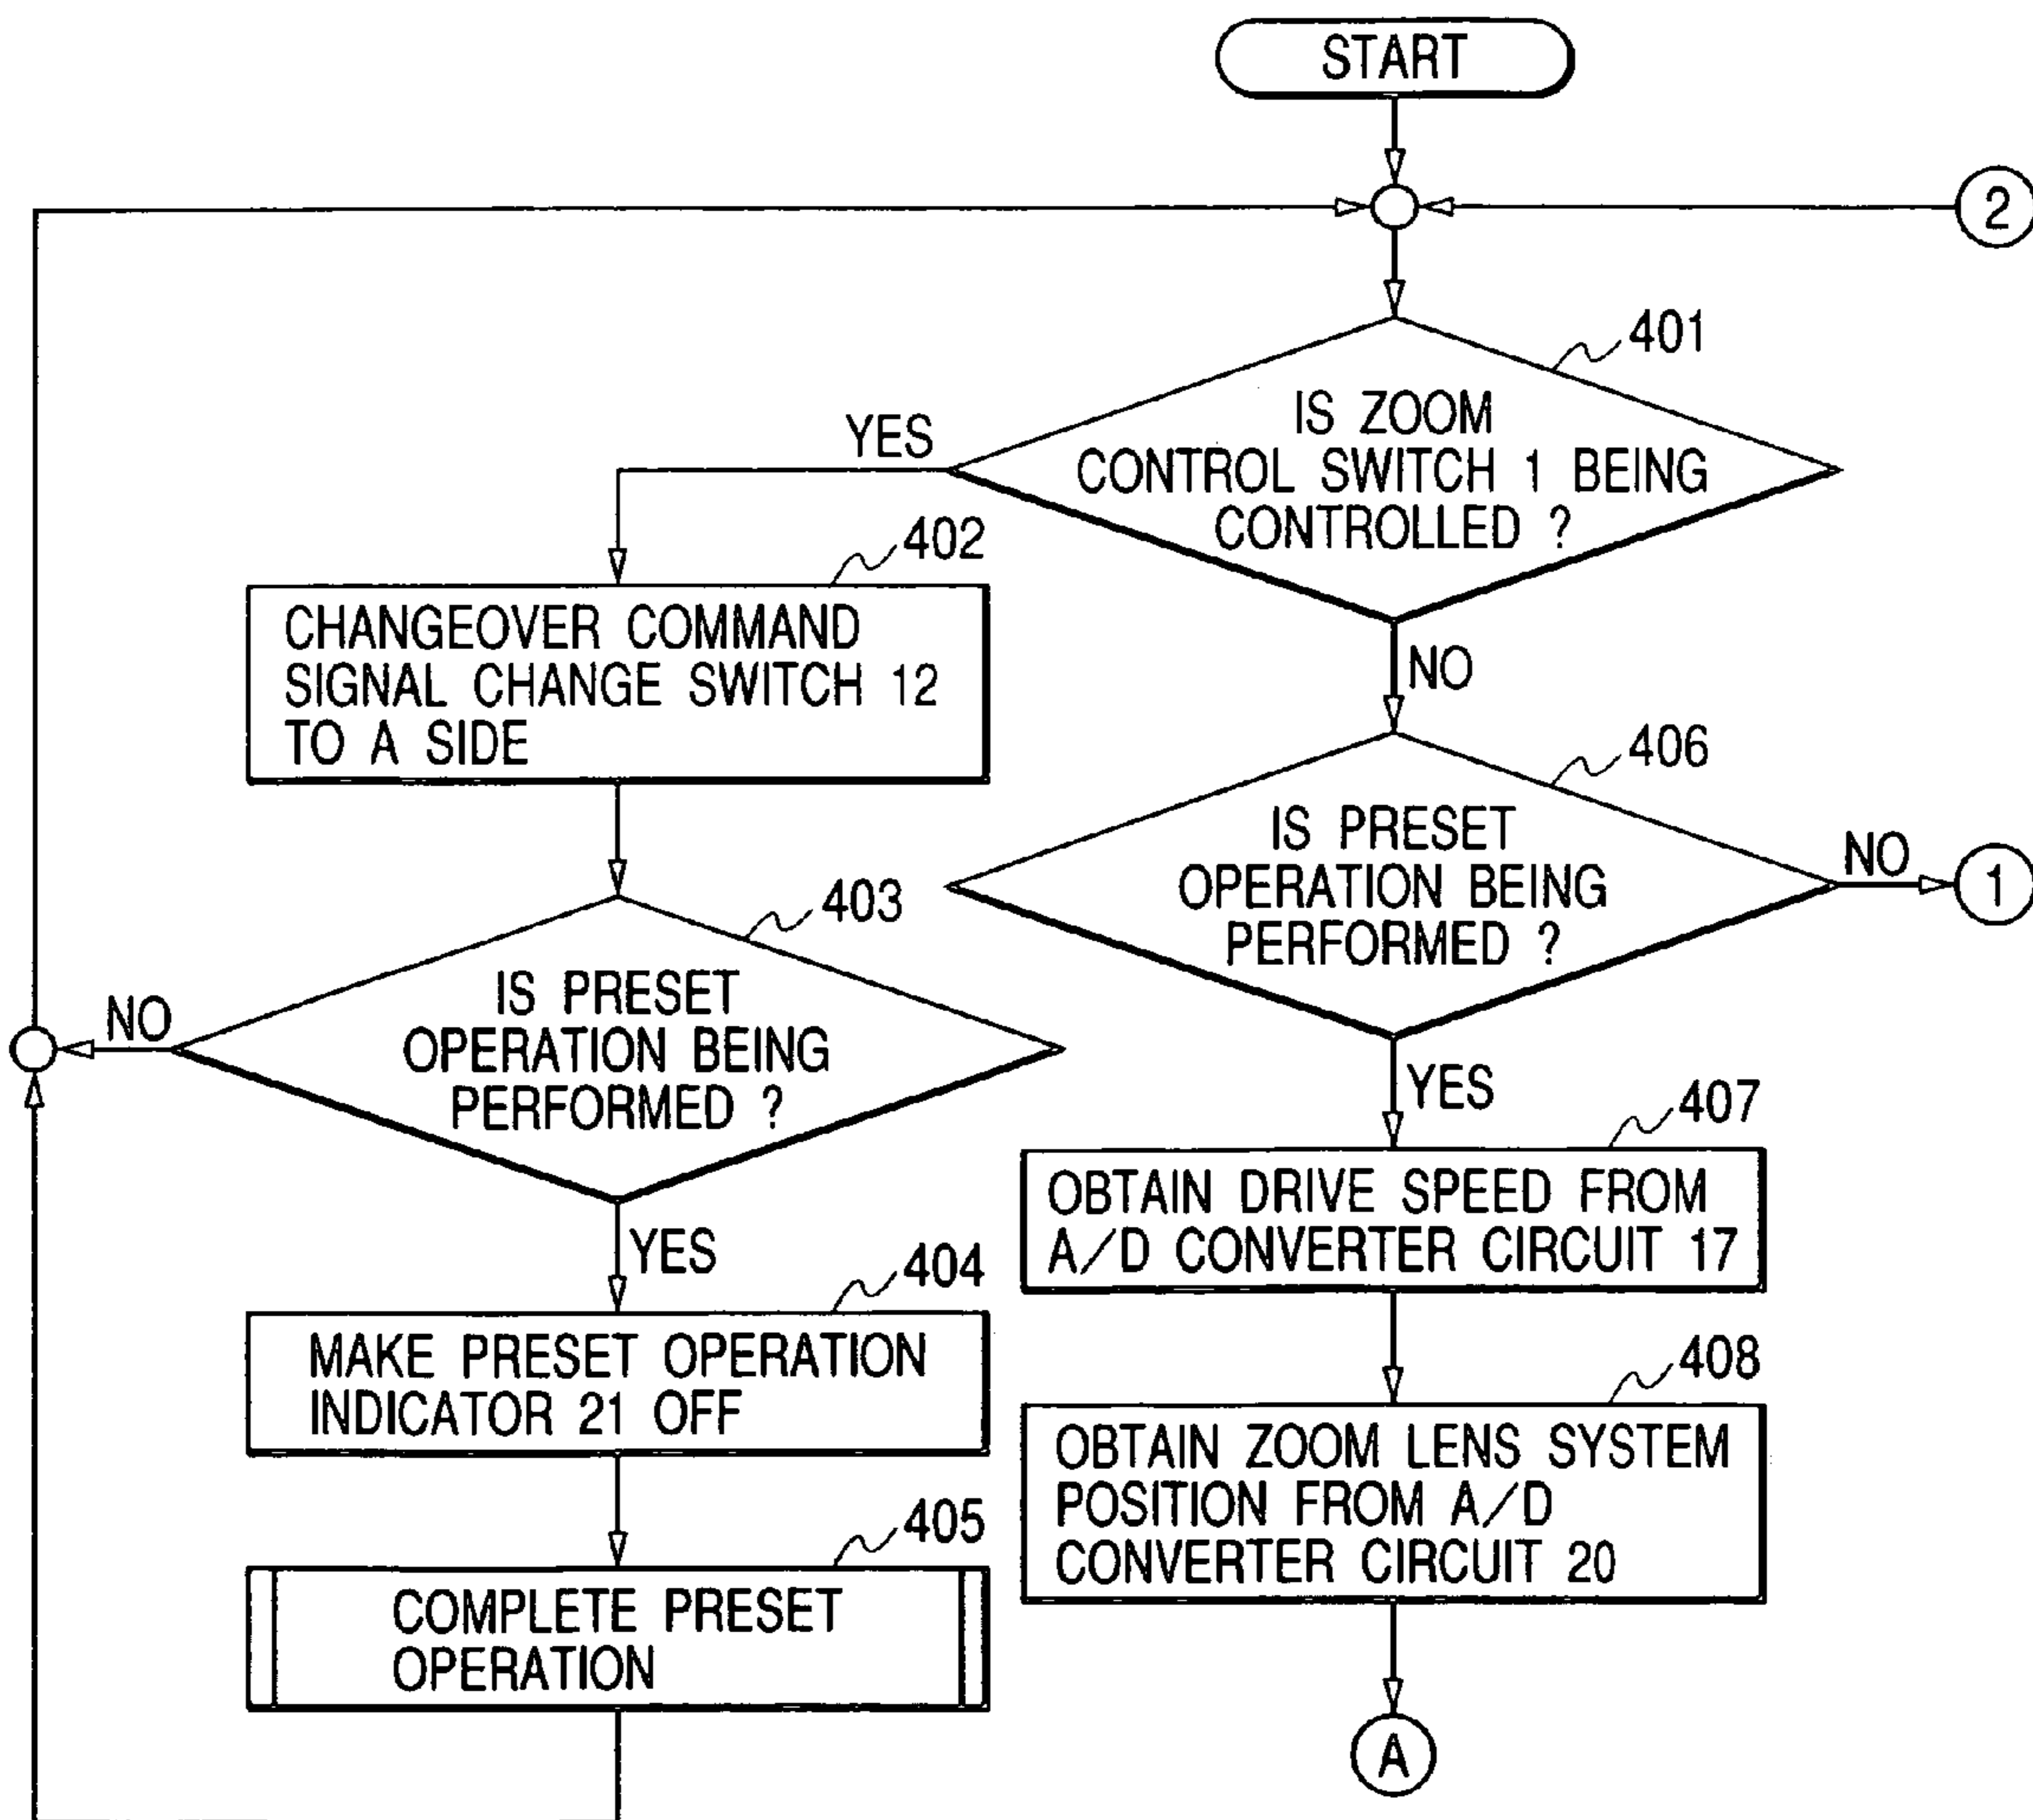 START
2
401
IS ZOOM
CONTROL SWITCH 1 BEING
CONTROLLED ?
YES
NO
402
CHANGEOVER COMMAND
SIGNAL CHANGE SWITCH 12
TO A SIDE
403
IS PRESET
OPERATION BEING
PERFORMED ?
NO
YES
404
MAKE PRESET OPERATION
INDICATOR 21 OFF
405
COMPLETE PRESET
OPERATION
406
IS PRESET
OPERATION BEING
PERFORMED ?
NO
1
YES
407
OBTAIN DRIVE SPEED FROM
A/D CONVERTER CIRCUIT 17
408
OBTAIN ZOOM LENS SYSTEM
POSITION FROM A/D
CONVERTER CIRCUIT 20
A